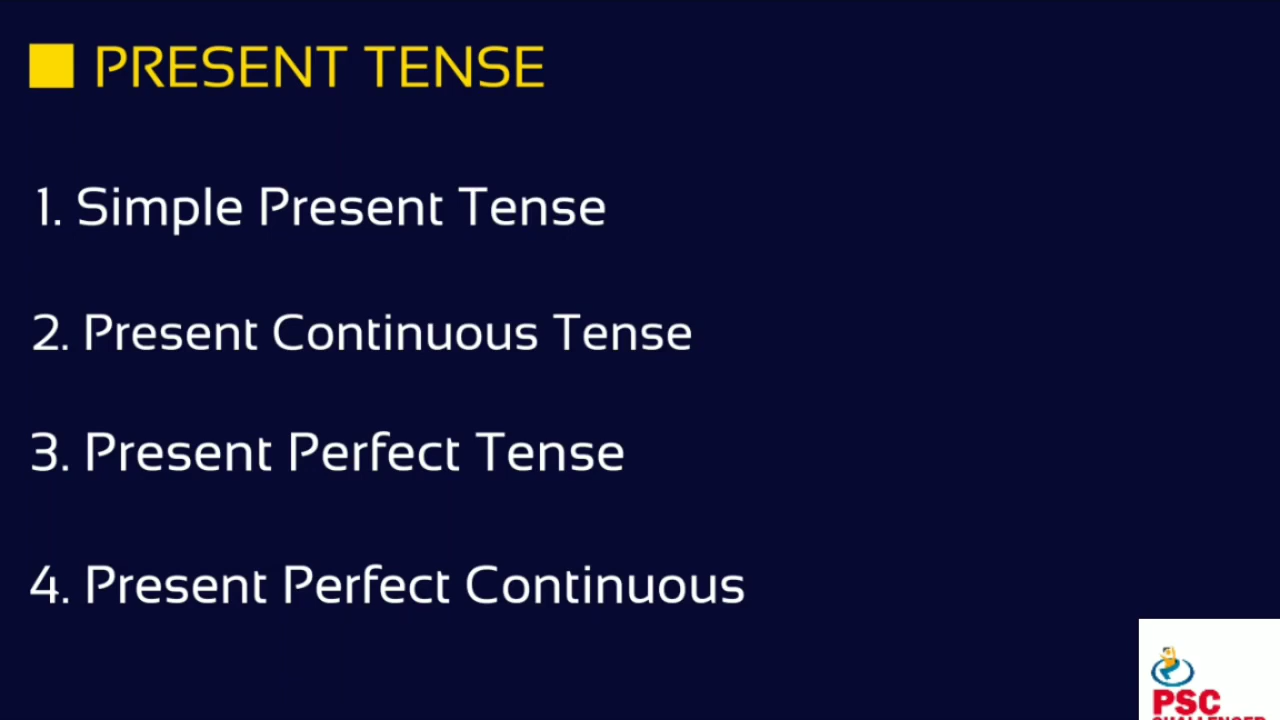 PRESENT TENSE
1. Simple Present Tense
2. Present Continuous Tense
3. Present Perfect Tense
4. Present Perfect Continuous
PSC
CHALLENGER